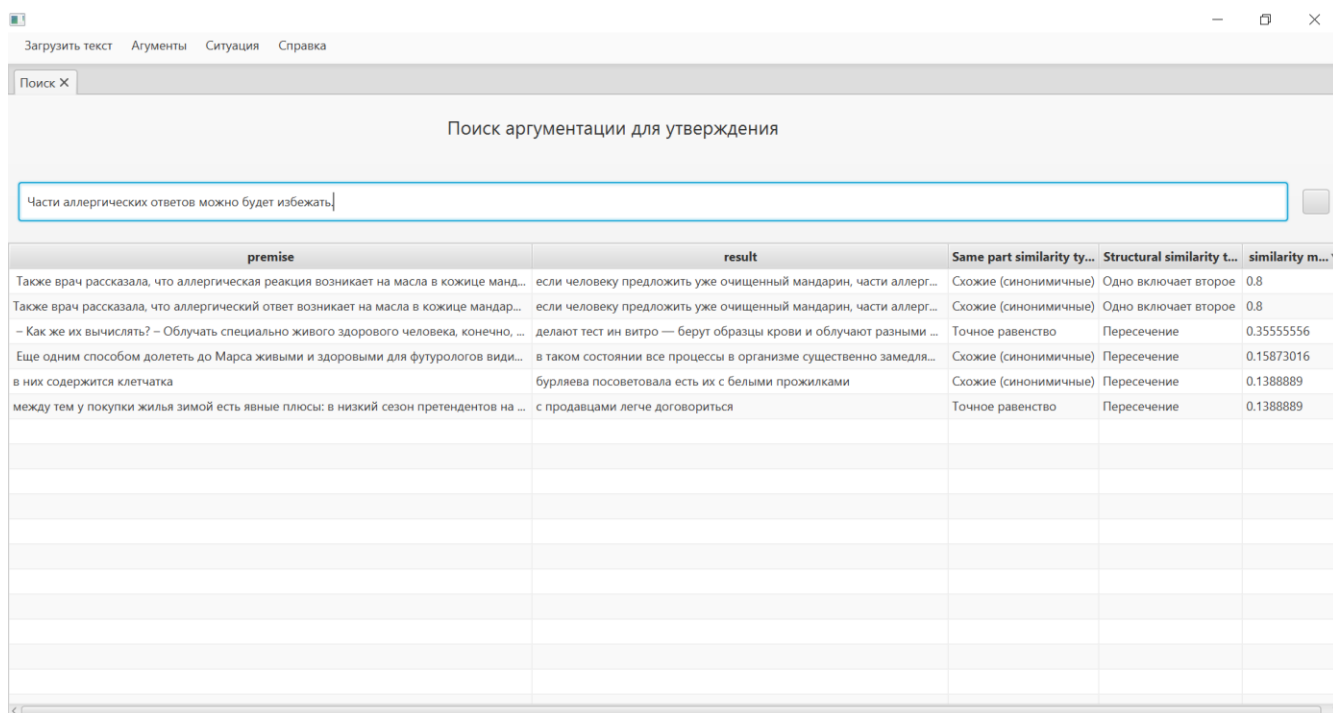 Загрузить текст Агументы Ситуация Справка
Поиск
Поиск аргументации для утверждения
Части аллергических ответов можно будет избежать.
premise result Same part similarity ty... Structural similarity t... similarity m...
Также врач рассказала, что аллергическая реакция возникает на масла в кожице манд... если человеку предложить уже очищенный мандарин, части аллерг... Схожие (синонимичные) Одно включает второе 0.8
Также врач рассказала, что аллергический ответ возникает на масла в кожице мандар... если человеку предложить уже очищенный мандарин, части аллерг... Схожие (синонимичные) Одно включает второе 0.8
– Как же их вычислять? – Облучать специально живого здорового человека, конечно, ... делают тест ин витро — берут образцы крови и облучают разными ... Точное равенство Пересечение 0.35555556
Еще одним способом долететь до Марса живыми и здоровыми для футурологов види... в таком состоянии все процессы в организме существенно замедля... Схожие (синонимичные) Пересечение 0.15873016
в них содержится клетчатка бурляева посоветовала есть их с белыми прожилками Схожие (синонимичные) Пересечение 0.1388889
между тем у покупки жилья зимой есть явные плюсы: в низкий сезон претендентов на ... с продавцами легче договориться Точное равенство Пересечение 0.1388889